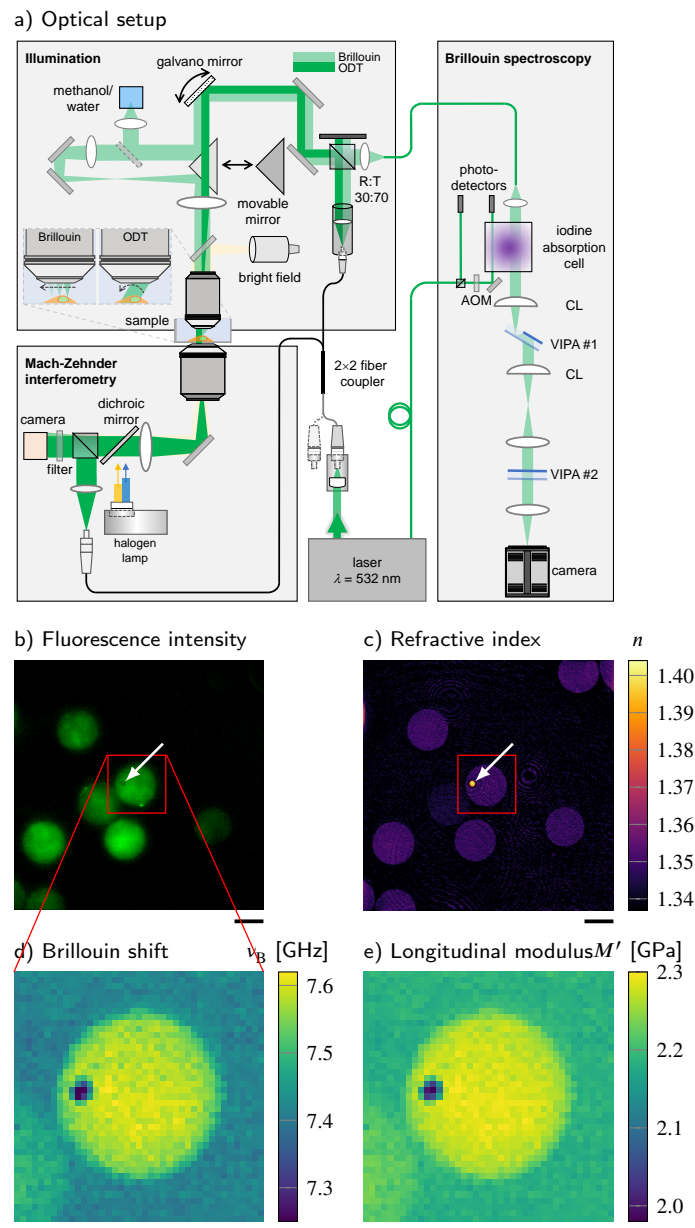 a) Optical setup
Illumination
galvano mirror
Brillouin
ODT
Brillouin spectroscopy
methanol/
water
R:T
30:70
movable
mirror
photo-
detectors
iodine
absorption
cell
Brillouin
ODT
bright field
AOM
CL
sample
VIPA #1
Mach-Zehnder
interferometry
2×2 fiber
coupler
CL
dichroic
mirror
camera
filter
VIPA #2
halogen
lamp
laser
λ = 532 nm
camera
b) Fluorescence intensity
c) Refractive index
n
1.40
1.39
1.38
1.37
1.36
1.35
1.34
d) Brillouin shift
νB [GHz]
7.6
7.5
7.4
7.3
e) Longitudinal modulus M′ [GPa]
2.3
2.2
2.1
2.0